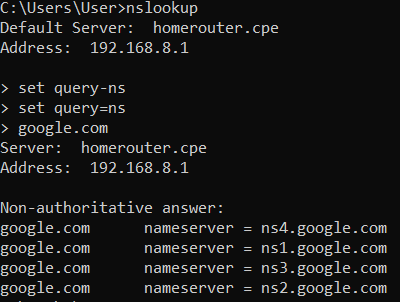 C:\Users\User>nslookup
Default Server:  homerouter.cpe
Address:  192.168.8.1
> set query-ns
> set query=ns
> google.com
Server:  homerouter.cpe
Address:  192.168.8.1
Non-authoritative answer:
google.com      nameserver = ns4.google.com
google.com      nameserver = ns1.google.com
google.com      nameserver = ns3.google.com
google.com      nameserver = ns2.google.com